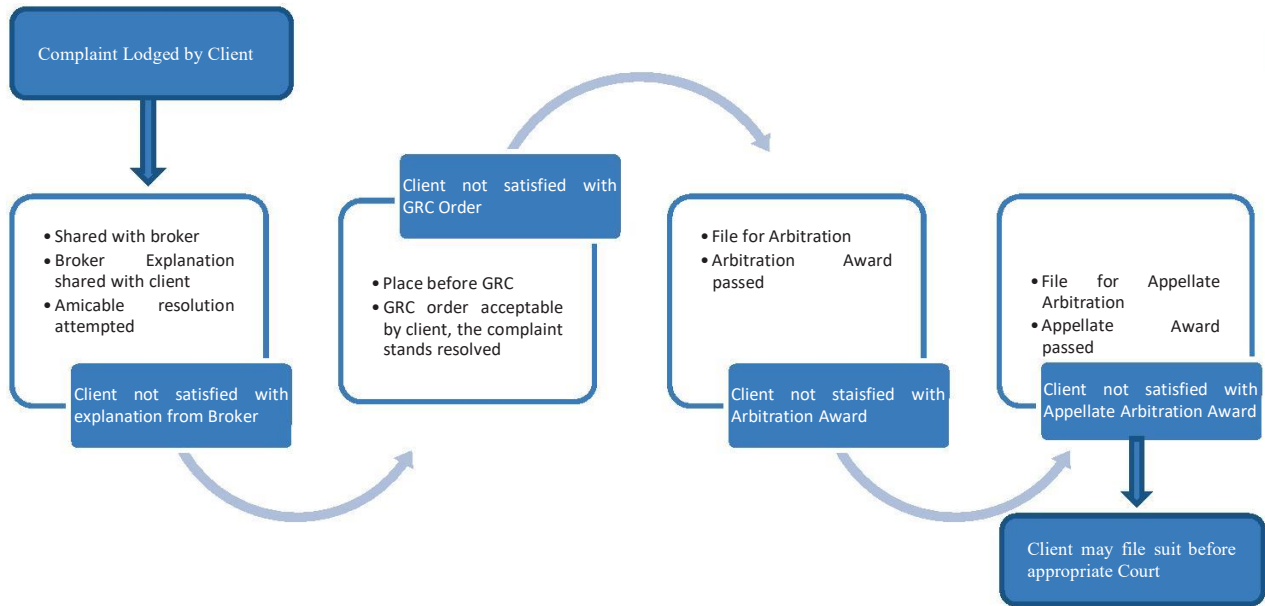 Complaint Lodged by Client
• Shared with broker
• Broker Explanation
shared with client
• Amicable resolution
attempted
Client not satisfied with
explanation from Broker
Client not satisfied with
GRC Order
• Place before GRC
• GRC order acceptable
by client, the complaint
stands resolved
• File for Arbitration
• Arbitration Award
passed
Client not staisfied with
Arbitration Award
• File for Appellate
Arbitration
• Appellate Award
passed
Client not satisfied with
Appellate Arbitration Award
Client may file suit before
appropriate Court